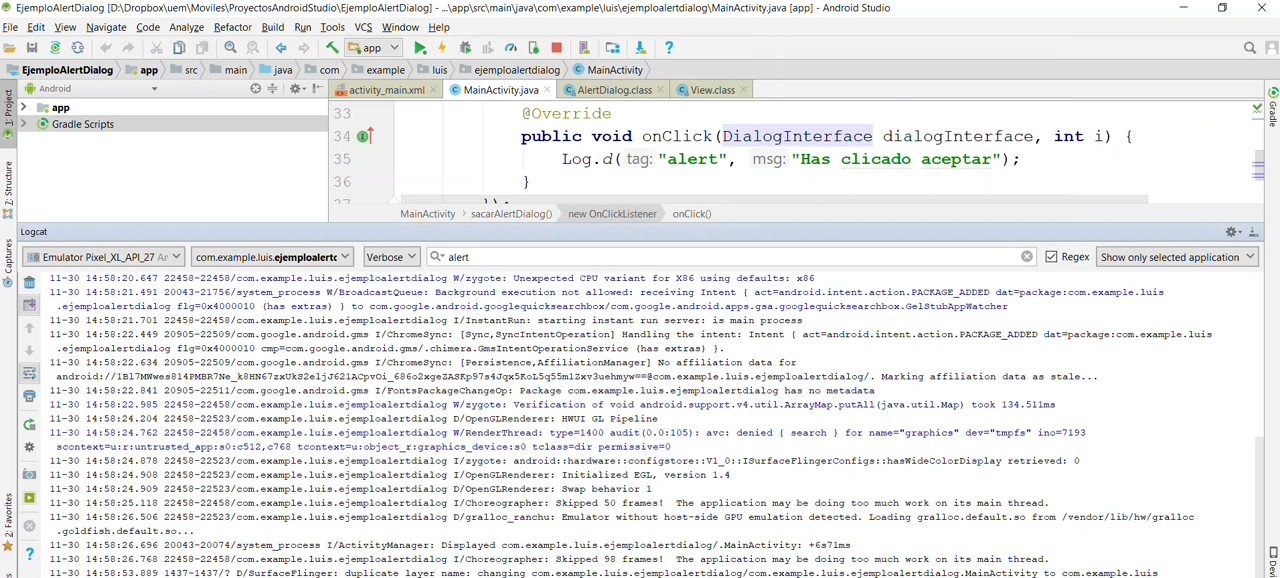 EjemploAlertDialog [D:\Dropbox\uem\Moviles\ProyectosAndroidStudio\EjemploAlertDialog] - ...\app\src\main\java\com\example\luis\ejemploalertdialog\MainActivity.java [app] - Android Studio
File Edit View Navigate Code Analyze Refactor Build Run Tools VCS Window Help
app
EjemploAlertDialog app src main java com example luis ejemploalertdialog MainActivity
Android activity_main.xml MainActivity.java AlertDialog.class View.class
1: Project
Z: Structure
Captures
2: Favorites
Gradle
app
Gradle Scripts
33 @Override
34 public void onClick(DialogInterface dialogInterface, int i) {
35 Log.d( tag: "alert", msg: "Has clicado aceptar");
36 }
37 });
MainActivity › sacarAlertDialog() › new OnClickListener › onClick()
Logcat
Emulator Pixel_XL_API_27 Ar com.example.luis.ejemploalertc Verbose alert Regex Show only selected application
11-30 14:58:20.647 22458-22458/com.example.luis.ejemploalertdialog W/zygote: Unexpected CPU variant for X86 using defaults: x86
11-30 14:58:21.491 20043-21756/system_process W/BroadcastQueue: Background execution not allowed: receiving Intent { act=android.intent.action.PACKAGE_ADDED dat=package:com.example.luis
.ejemploalertdialog flg=0x4000010 (has extras) } to com.google.android.googlequicksearchbox/com.google.android.apps.gsa.googlequicksearchbox.GelStubAppWatcher
11-30 14:58:21.701 22458-22458/com.example.luis.ejemploalertdialog I/InstantRun: starting instant run server: is main process
11-30 14:58:22.449 20905-22509/com.google.android.gms I/ChromeSync: [Sync,SyncIntentOperation] Handling the intent: Intent { act=android.intent.action.PACKAGE_ADDED dat=package:com.example.luis
.ejemploalertdialog flg=0x4000010 cmp=com.google.android.gms/.chimera.GmsIntentOperationService (has extras) }.
11-30 14:58:22.634 20905-22509/com.google.android.gms I/ChromeSync: [Persistence,AffiliationManager] No affiliation data for
@com.example.luis.ejemploalertdialog/. Marking affiliation data as stale...
11-30 14:58:22.841 20905-22511/com.google.android.gms I/FontsPackageChangeOp: Package com.example.luis.ejemploalertdialog has no metadata
11-30 14:58:22.985 22458-22458/com.example.luis.ejemploalertdialog W/zygote: Verification of void android.support.v4.util.ArrayMap.putAll(java.util.Map) took 134.511ms
11-30 14:58:24.204 22458-22523/com.example.luis.ejemploalertdialog D/OpenGLRenderer: HWUI GL Pipeline
11-30 14:58:24.762 22458-22458/com.example.luis.ejemploalertdialog W/RenderThread: type=1400 audit(0.0:105): avc: denied { search } for name="graphics" dev="tmpfs" ino=7193
scontext=u:r:untrusted_app:s0:c512,c768 tcontext=u:object_r:graphics_device:s0 tclass=dir permissive=0
11-30 14:58:24.878 22458-22523/com.example.luis.ejemploalertdialog I/zygote: android::hardware::configstore::V1_0::ISurfaceFlingerConfigs::hasWideColorDisplay retrieved: 0
11-30 14:58:24.908 22458-22523/com.example.luis.ejemploalertdialog I/OpenGLRenderer: Initialized EGL, version 1.4
11-30 14:58:24.909 22458-22523/com.example.luis.ejemploalertdialog D/OpenGLRenderer: Swap behavior 1
11-30 14:58:25.118 22458-22458/com.example.luis.ejemploalertdialog I/Choreographer: Skipped 50 frames! The application may be doing too much work on its main thread.
11-30 14:58:26.506 22458-22523/com.example.luis.ejemploalertdialog D/gralloc_ranchu: Emulator without host-side GPU emulation detected. Loading gralloc.default.so from /vendor/lib/hw/gralloc
.goldfish.default.so...
11-30 14:58:26.696 20043-20074/system_process I/ActivityManager: Displayed com.example.luis.ejemploalertdialog/.MainActivity: +6s71ms
11-30 14:58:26.768 22458-22458/com.example.luis.ejemploalertdialog I/Choreographer: Skipped 98 frames! The application may be doing too much work on its main thread.
11-30 14:58:53.889 1437-1437/? D/SurfaceFlinger: duplicate layer name: changing com.example.luis.ejemploalertdialog/com.example.luis.ejemploalertdialog.MainActivity to com.example.luis